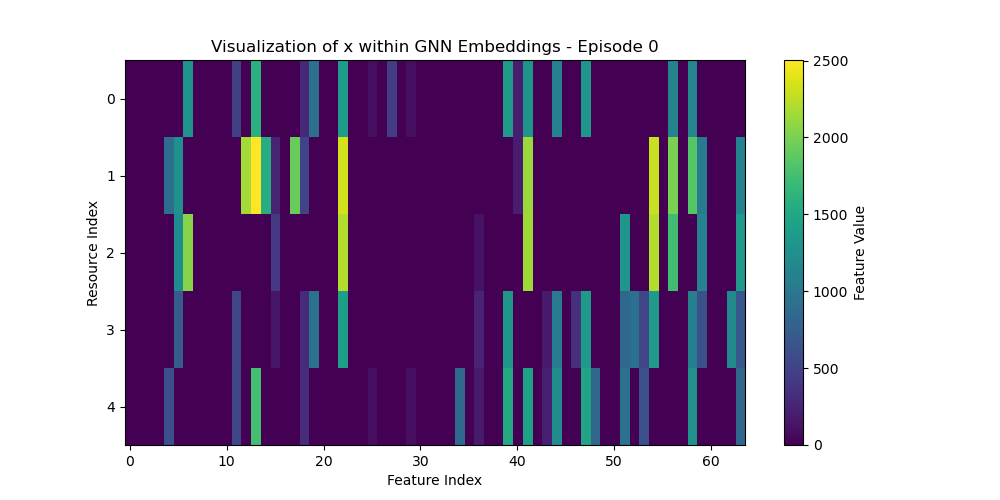 Visualization of x within GNN Embeddings - Episode 0
Resource Index
0
1
2
3
4
0 10 20 30 40 50 60
Feature Index
2500
2000
1500
1000
500
0
Feature Value